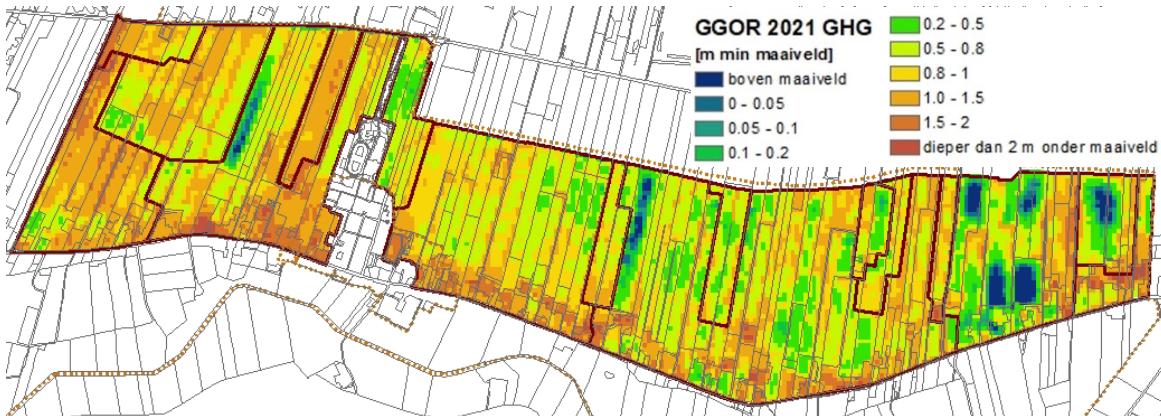 GGOR 2021 GHG
[m min maaiveld]
boven maaiveld
0 - 0.05
0.05 - 0.1
0.1 - 0.2
0.2 - 0.5
0.5 - 0.8
0.8 - 1
1.0 - 1.5
1.5 - 2
dieper dan 2 m onder maaiveld